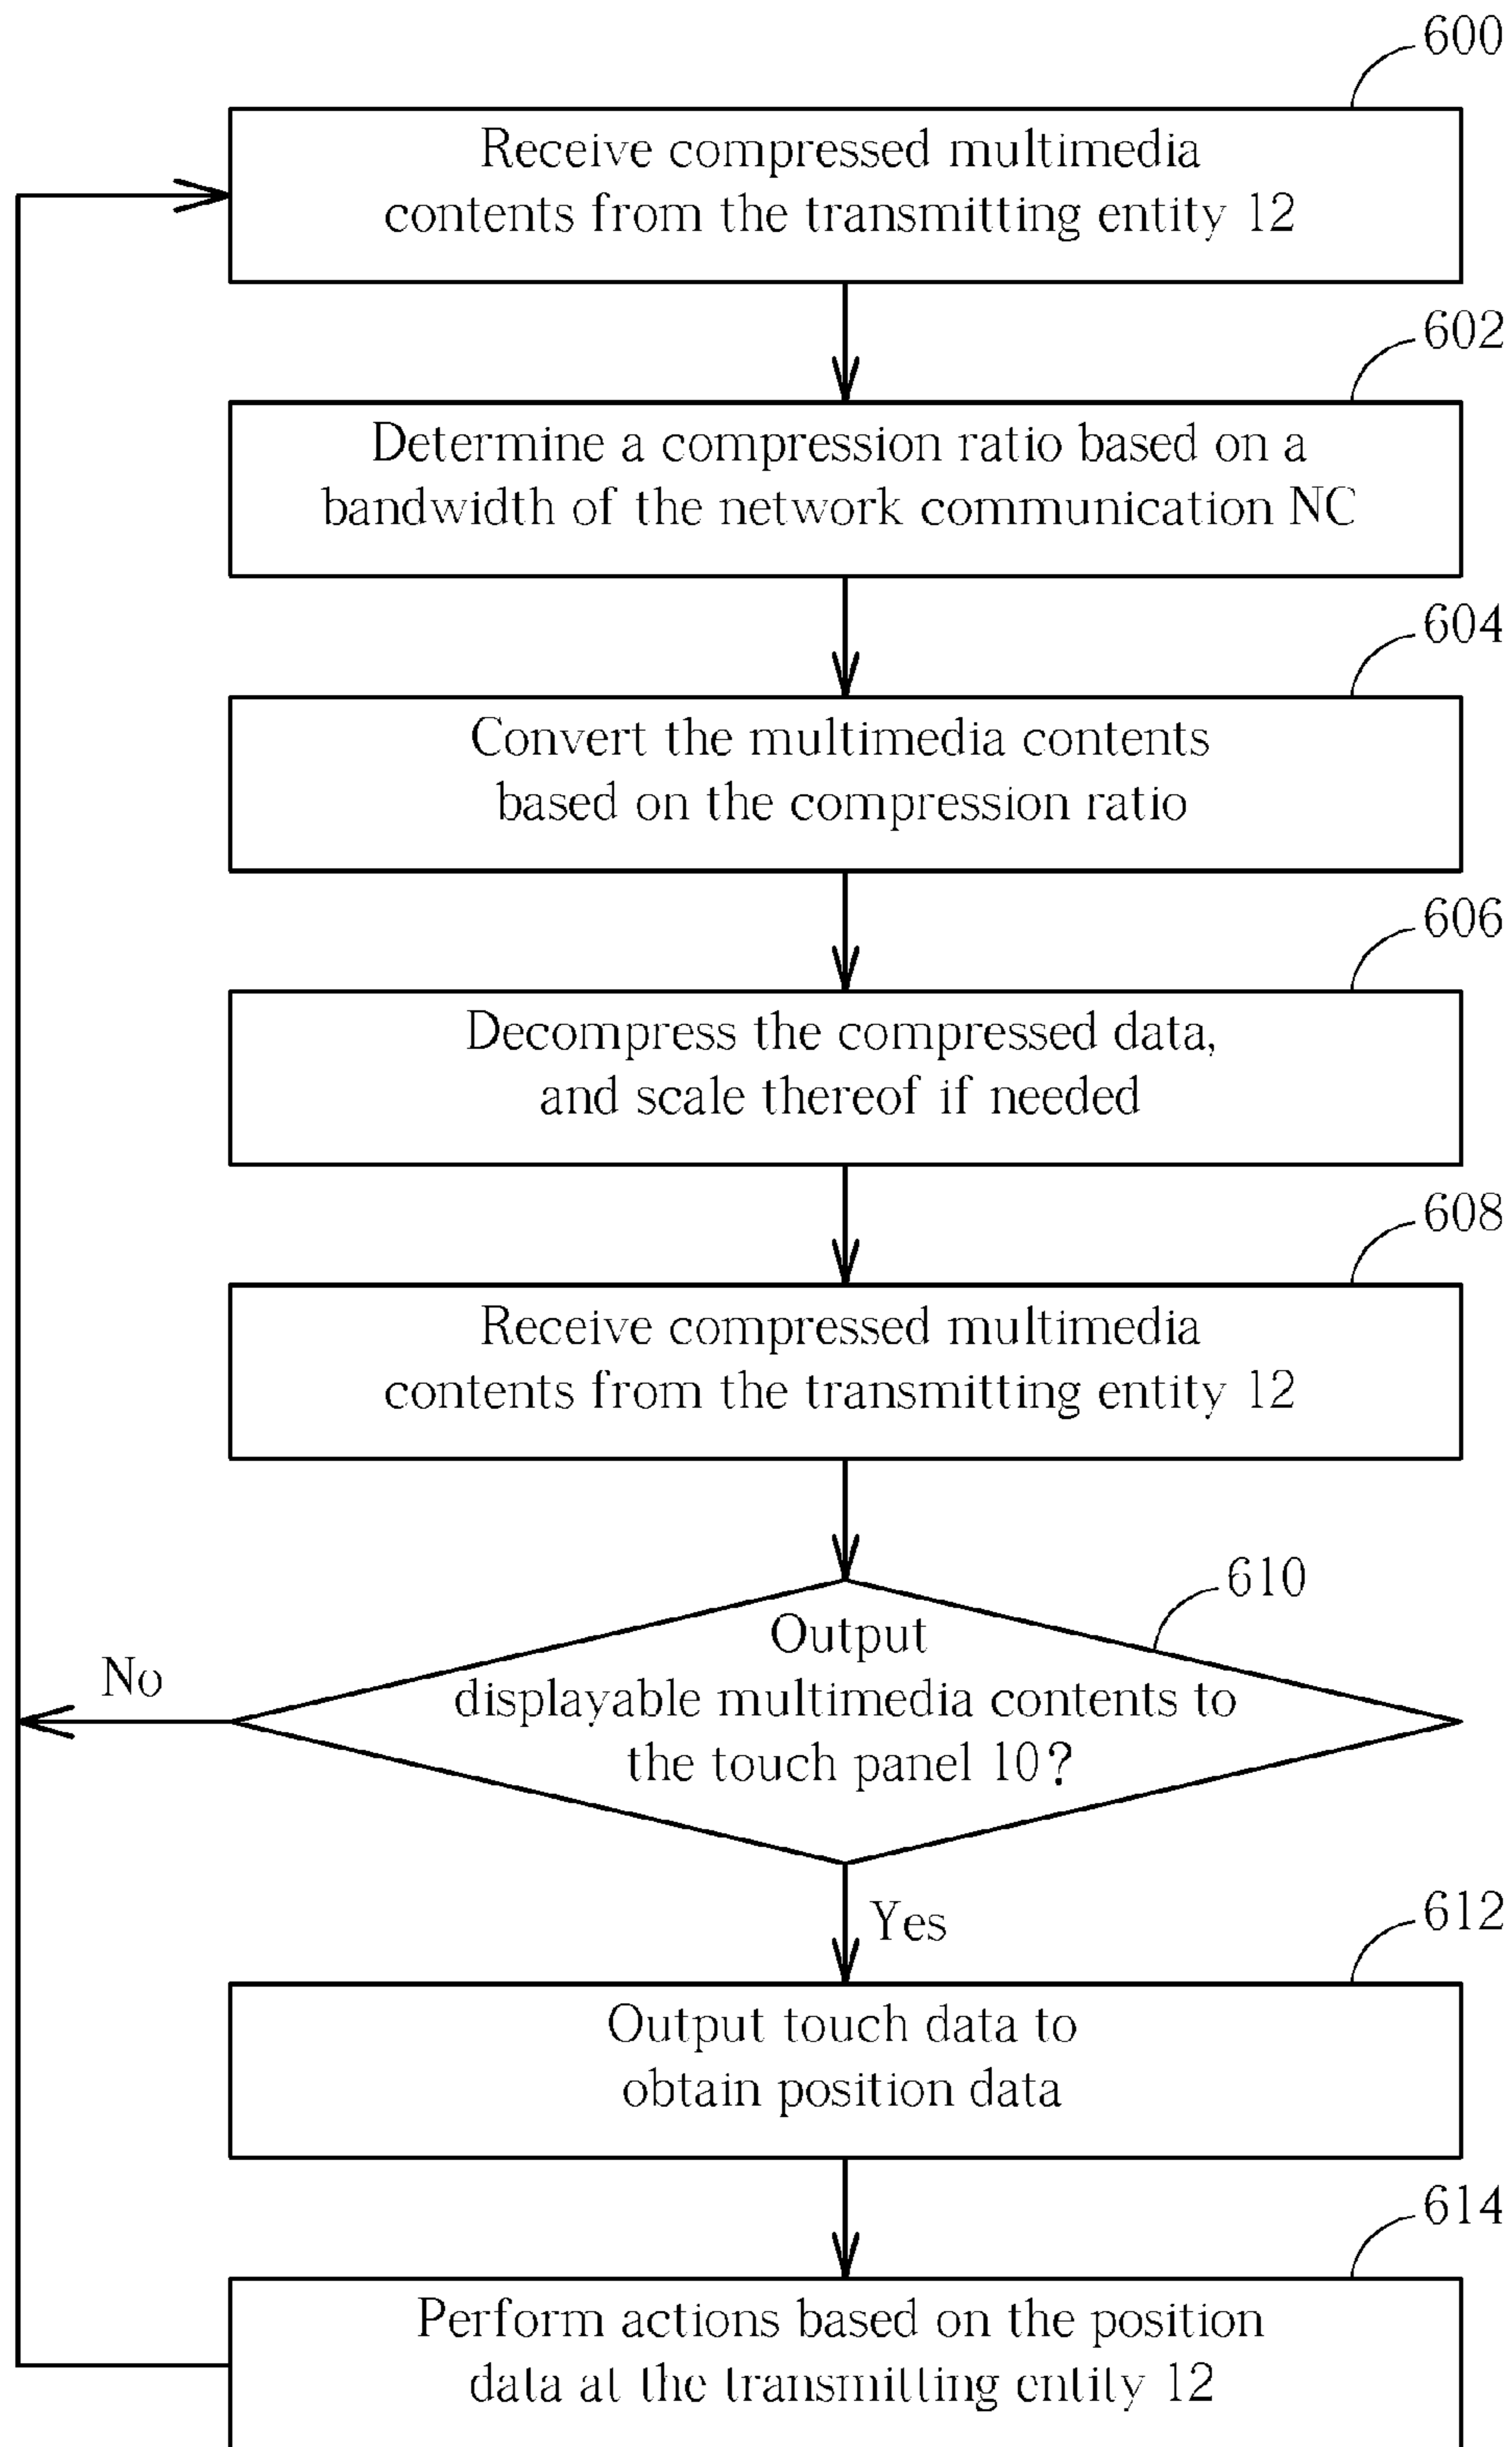 600
Receive compressed multimedia
contents from the transmitting entity 12
602
Determine a compression ratio based on a
bandwidth of the network communication NC
604
Convert the multimedia contents
based on the compression ratio
606
Decompress the compressed data,
and scale thereof if needed
608
Receive compressed multimedia
contents from the transmitting entity 12
610
Output
displayable multimedia contents to
the touch panel 10?
No
Yes
612
Output touch data to
obtain position data
614
Perform actions based on the position
data at the transmitting entity 12